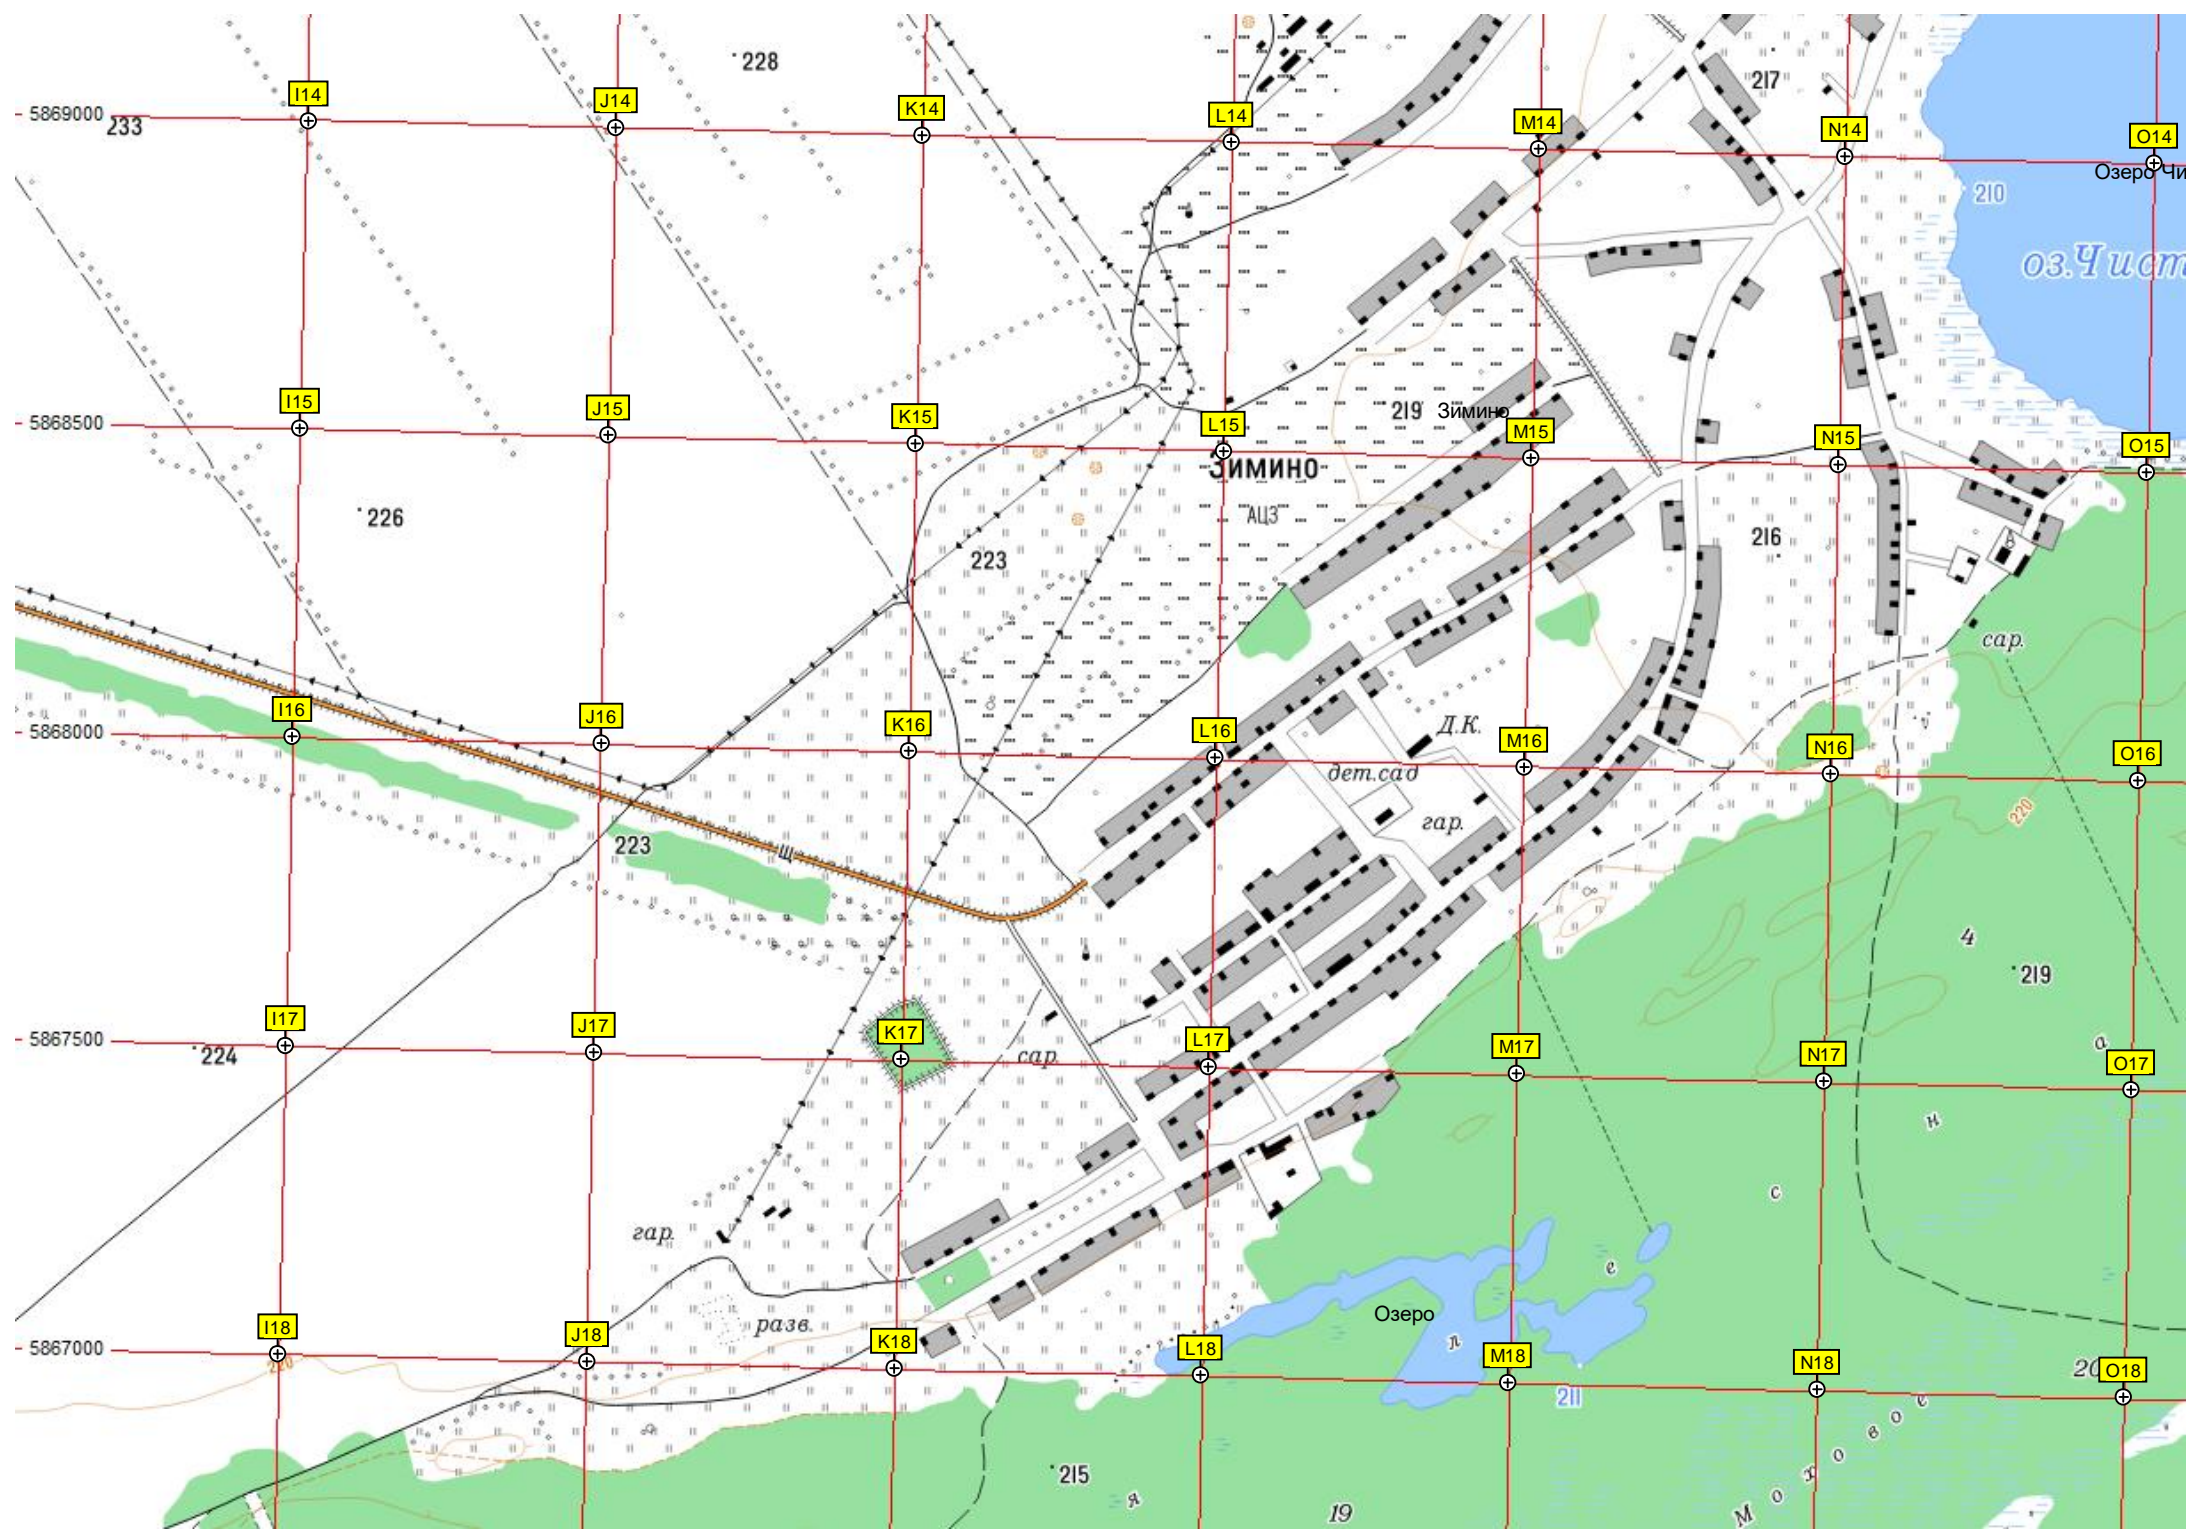 228
217
I14
J14
K14
L14
M14
N14
O14
5869000
233
Озеро Чи
210
оз.Чист
I15
J15
K15
L15
M15
N15
O15
5868500
219
Зимино
ЗИМИНО
226
АЦЗ
223
216
сар.
I16
J16
K16
L16
M16
N16
O16
5868000
Д.К.
дет.сад
гар.
220
Щ
223
4
219
I17
J17
K17
L17
M17
N17
O17
5867500
224
сар.
а
н
с
е
л
я
гар.
Озеро
разв.
I18
J18
K18
L18
M18
N18
O18
5867000
220
211
20
Моховое
215
19